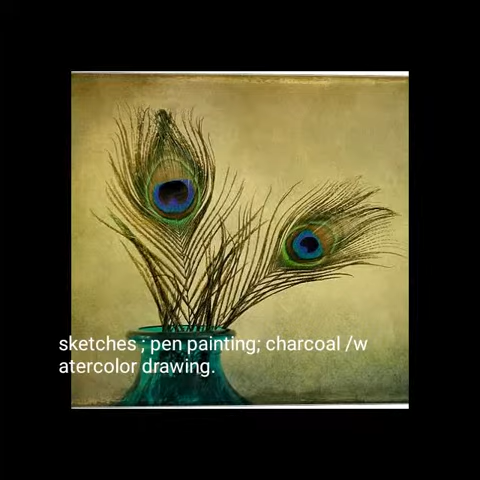 sketches ; pen painting; charcoal /w
atercolor drawing.